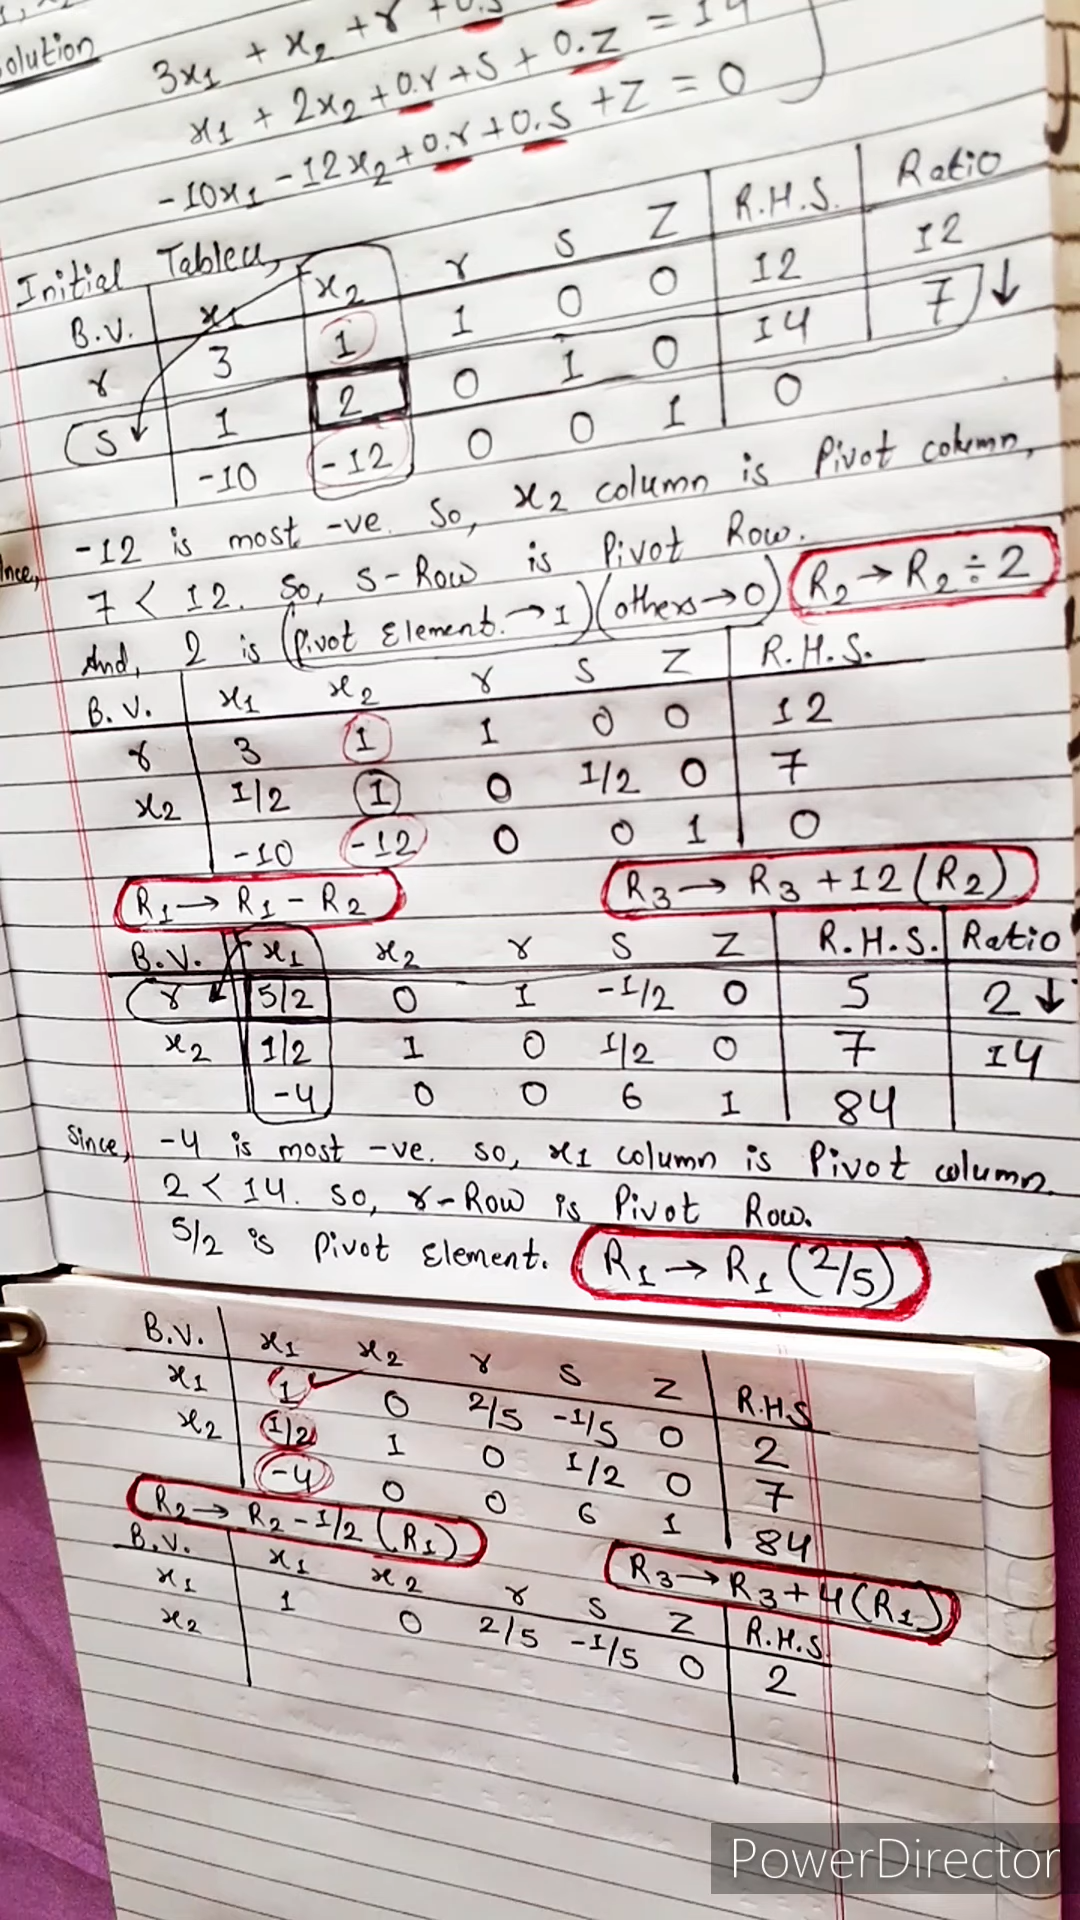 Solution
3x₁ + x₂ + r + 0.s
x₁ + 2x₂ + 0.r + s + 0.z = 14
-10x₁ - 12x₂ + 0.r + 0.s + z = 0
Initial Tableu,
B.V. x₁ x₂ r s z R.H.S. Ratio
r 3 1 1 0 0 12 12
s 1 2 0 1 0 14 7 ↓
-10 -12 0 0 1 0
Since, -12 is most -ve. So, x₂ column is Pivot column,
7 < 12. So, s-Row is Pivot Row.
And, 2 is (Pivot Element. → 1) (others → 0) R₂ → R₂ ÷ 2
B.V. x₁ x₂ r s z R.H.S.
r 3 1 1 0 0 12
x₂ 1/2 1 0 1/2 0 7
-10 -12 0 0 1 0
R₁ → R₁ - R₂ R₃ → R₃ + 12 (R₂)
B.V. x₁ x₂ r s z R.H.S. Ratio
r 5/2 0 1 -1/2 0 5 2 ↓
x₂ 1/2 1 0 1/2 0 7 14
-4 0 0 6 1 84
Since, -4 is most -ve. so, x₁ column is Pivot column.
2 < 14. so, r-Row is Pivot Row.
5/2 is Pivot Element. R₁ → R₁ (2/5)
B.V. x₁ x₂ r s z R.H.S
x₁ 1 0 2/5 -1/5 0 2
x₂ 1/2 1 0 1/2 0 7
-4 0 0 6 1 84
R₂ → R₂ - 1/2 (R₁) R₃ → R₃ + 4 (R₁)
B.V. x₁ x₂ r s z R.H.S.
x₁ 1 0 2/5 -1/5 0 2
x₂
PowerDirector